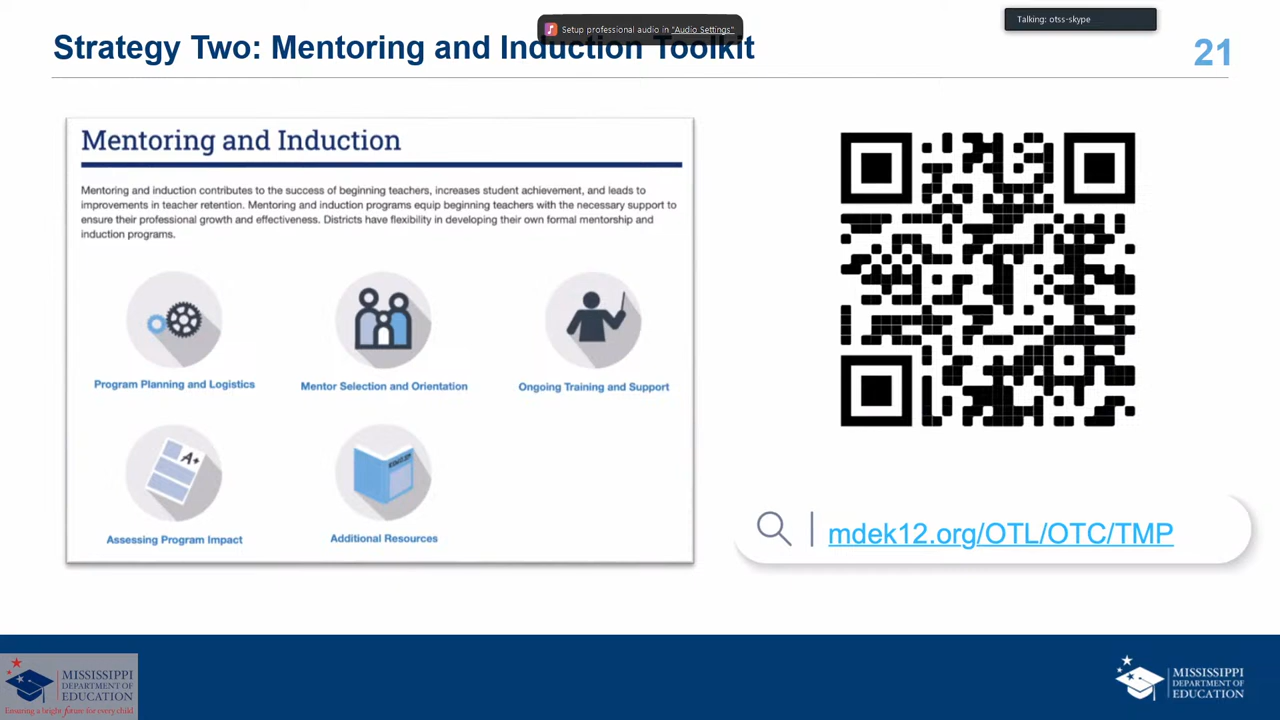 Setup professional audio in "Audio Settings"
Talking: otss-skype
Strategy Two: Mentoring and Induction Toolkit
21
Mentoring and Induction
Mentoring and induction contributes to the success of beginning teachers, increases student achievement, and leads to
improvements in teacher retention. Mentoring and induction programs equip beginning teachers with the necessary support to
ensure their professional growth and effectiveness. Districts have flexibility in developing their own formal mentorship and
induction programs.
Program Planning and Logistics
Mentor Selection and Orientation
Ongoing Training and Support
A+
Assessing Program Impact
Additional Resources
mdek12.org/OTL/OTC/TMP
MISSISSIPPI
DEPARTMENT OF
EDUCATION
Ensuring a bright future for every child
MISSISSIPPI
DEPARTMENT OF
EDUCATION